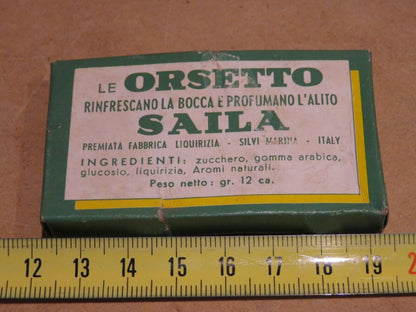 LE ORSETTO
RINFRESCANO LA BOCCA E PROFUMANO L'ALITO
SAILA
PREMIATA FABBRICA LIQUIRIZIA - SILVI MARINA - ITALY
INGREDIENTI: zucchero, gomma arabica,
glucosio, liquirizia, Aromi naturali.
Peso netto: gr. 12 ca.
12 13 14 15 16 17 18 19 2